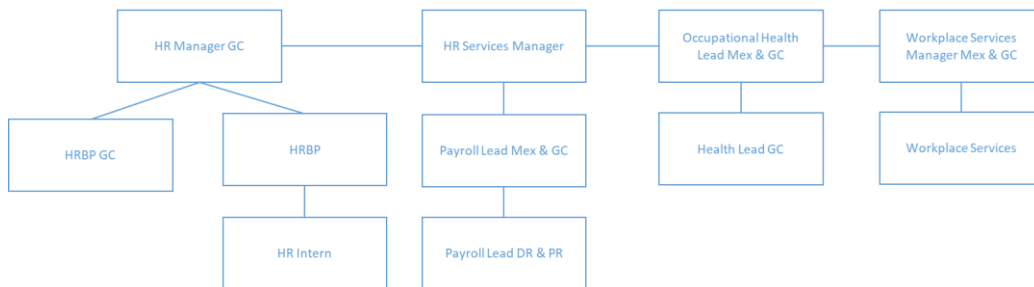 HR Manager GC
HR Services Manager
Occupational Health
Lead Mex & GC
Workplace Services
Manager Mex & GC
HRBP GC
HRBP
Payroll Lead Mex & GC
Health Lead GC
Workplace Services
HR Intern
Payroll Lead DR & PR